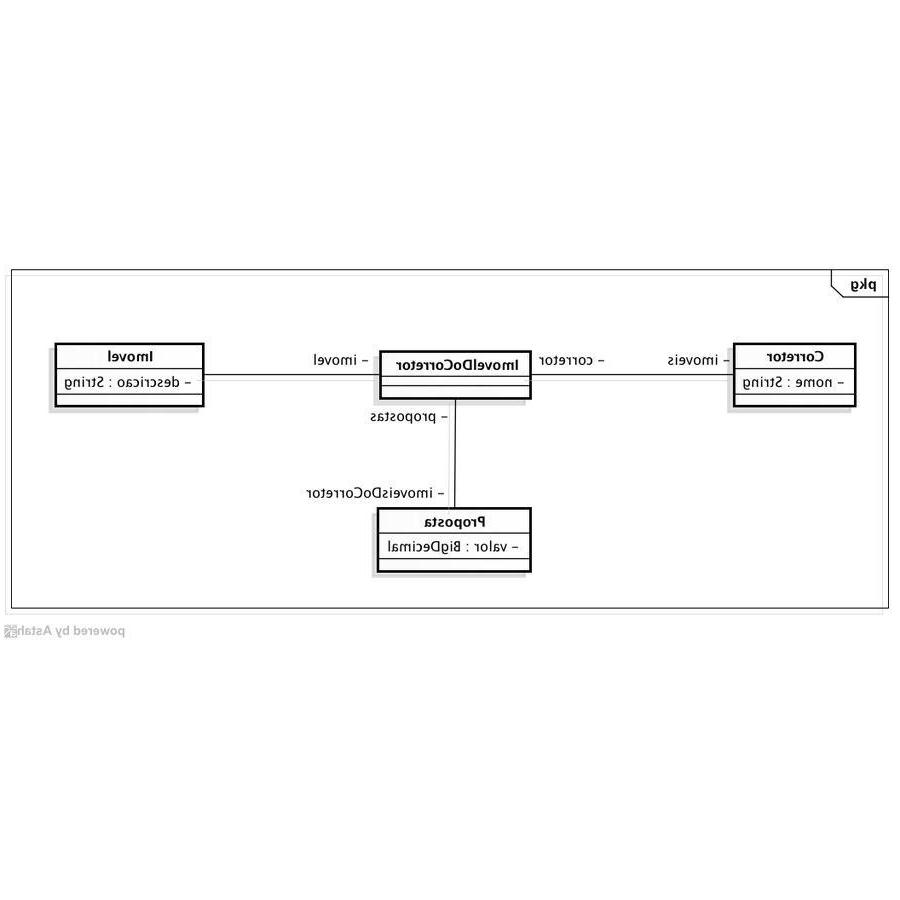 pkg
Corretor
- nome : String
- imoveis
- corretor
ImovelDoCorretor
- imovel
Imovel
- descricao : String
- propostas
- imoveisDoCorretor
Proposta
- valor : BigDecimal
powered by Astah